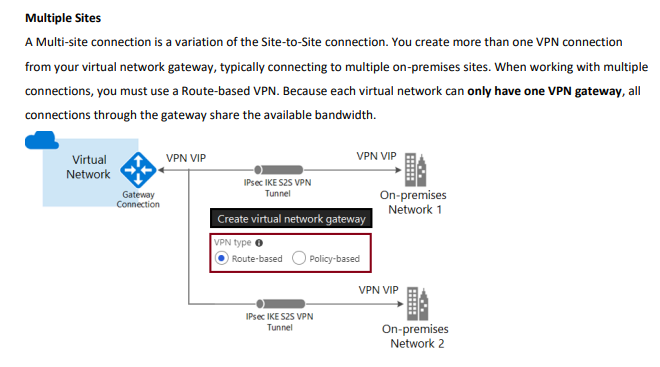 Multiple Sites
A Multi-site connection is a variation of the Site-to-Site connection. You create more than one VPN connection
from your virtual network gateway, typically connecting to multiple on-premises sites. When working with multiple
connections, you must use a Route-based VPN. Because each virtual network can only have one VPN gateway, all
connections through the gateway share the available bandwidth.
Virtual
Network
Gateway
Connection
VPN VIP
IPsec IKE S2S VPN
Tunnel
VPN VIP
On-premises
Network 1
Create virtual network gateway
VPN type
Route-based Policy-based
IPsec IKE S2S VPN
Tunnel
VPN VIP
On-premises
Network 2